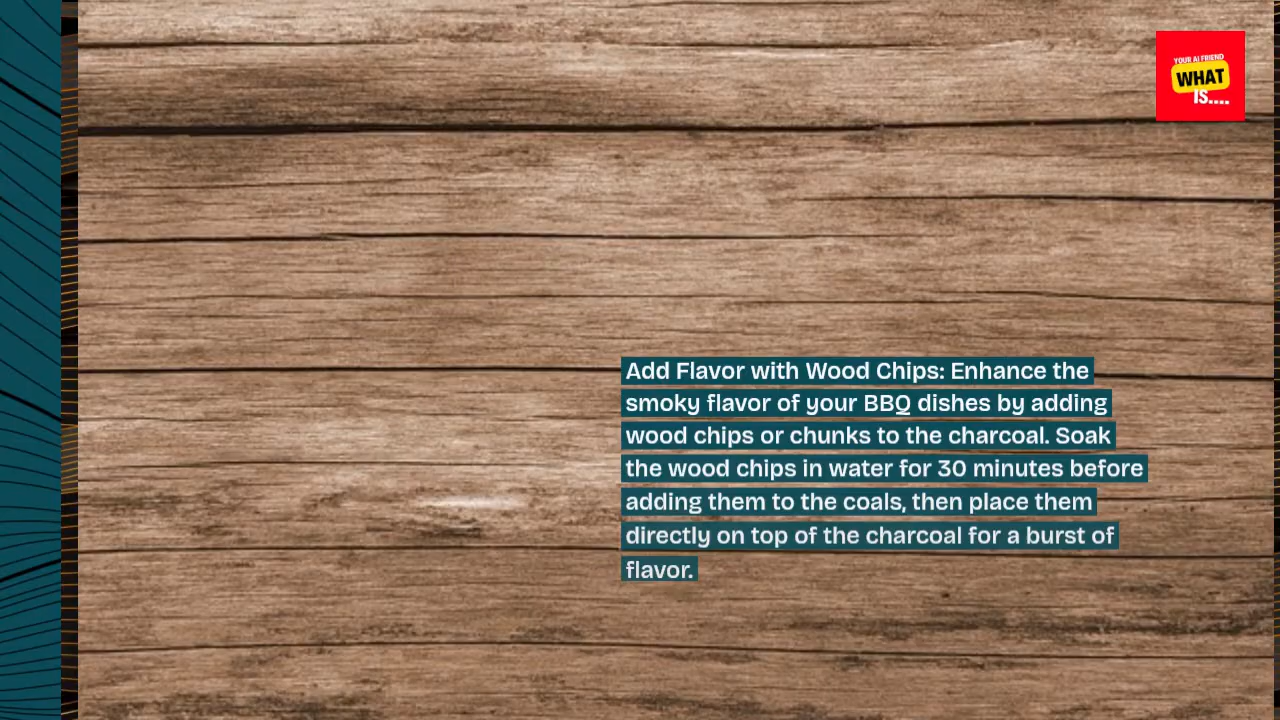 YOUR AI FRIEND
WHAT
IS....
Add Flavor with Wood Chips: Enhance the
smoky flavor of your BBQ dishes by adding
wood chips or chunks to the charcoal. Soak
the wood chips in water for 30 minutes before
adding them to the coals, then place them
directly on top of the charcoal for a burst of
flavor.